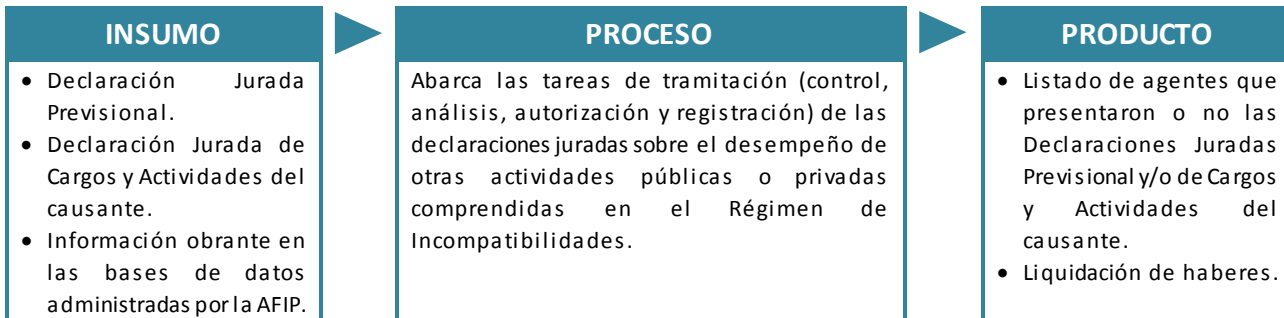 INSUMO
• Declaración Jurada
Previsional.
• Declaración Jurada de
Cargos y Actividades del
causante.
• Información obrante en
las bases de datos
administradas por la AFIP.
PROCESO
Abarca las tareas de tramitación (control,
análisis, autorización y registración) de las
declaraciones juradas sobre el desempeño de
otras actividades públicas o privadas
comprendidas en el Régimen de
Incompatibilidades.
PRODUCTO
• Listado de agentes que
presentaron o no las
Declaraciones Juradas
Previsional y/o de Cargos
y Actividades del
causante.
• Liquidación de haberes.